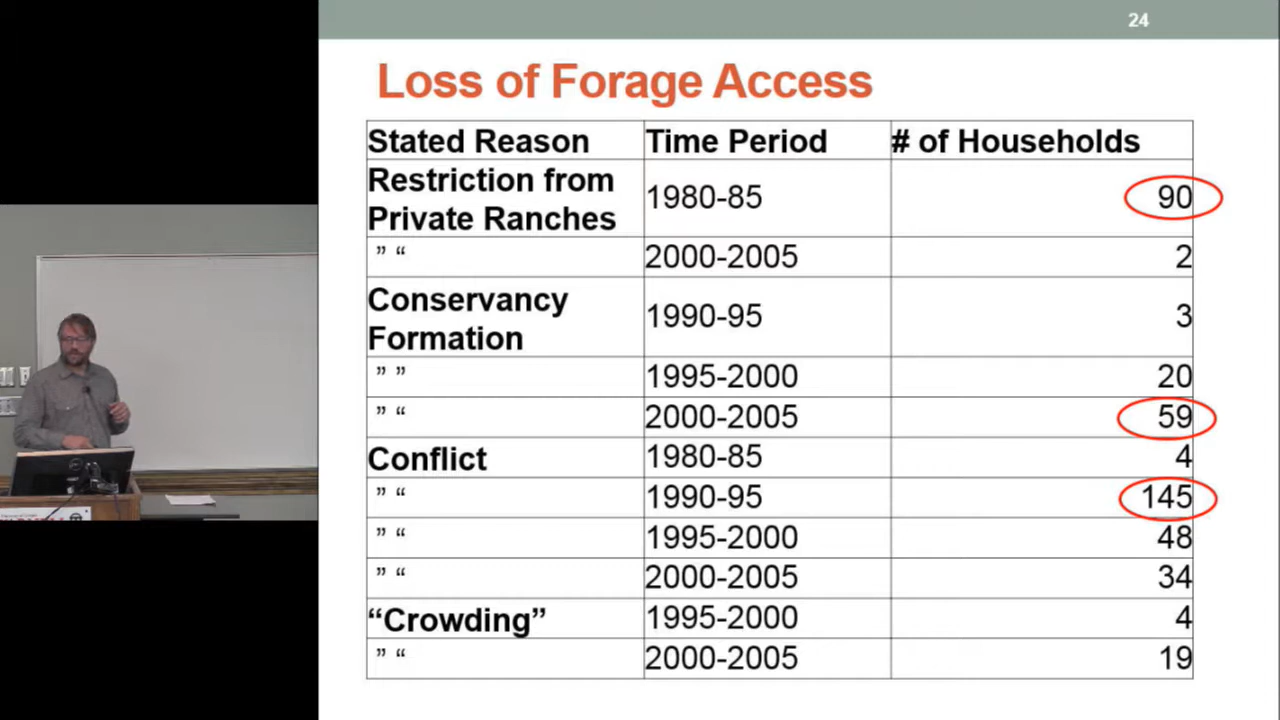 24
Loss of Forage Access
Stated Reason Time Period # of Households
Restriction from
Private Ranches 1980-85 90
” “ 2000-2005 2
Conservancy
Formation 1990-95 3
” ” 1995-2000 20
” “ 2000-2005 59
Conflict 1980-85 4
” “ 1990-95 145
” “ 1995-2000 48
” “ 2000-2005 34
“Crowding” 1995-2000 4
” “ 2000-2005 19